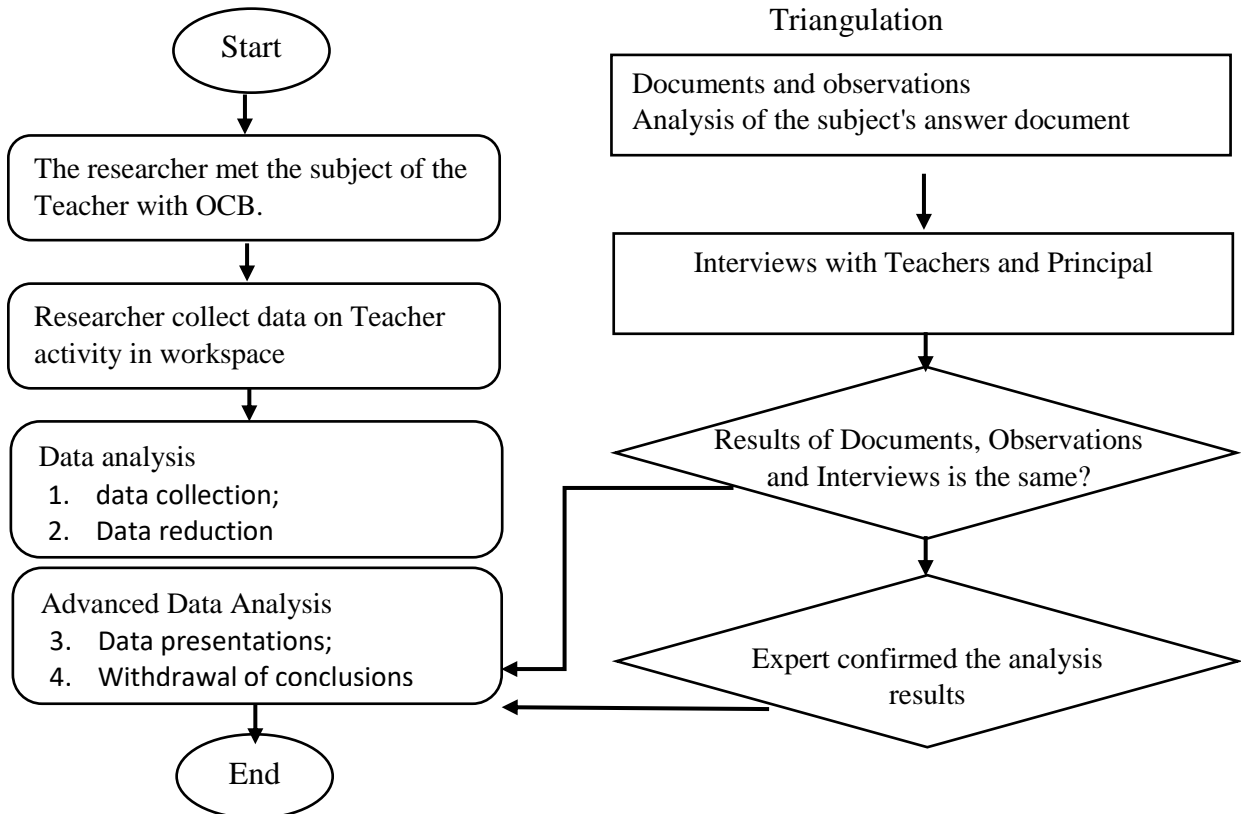 Start
The researcher met the subject of the
Teacher with OCB.
Researcher collect data on Teacher
activity in workspace
Data analysis
1. data collection;
2. Data reduction
Advanced Data Analysis
3. Data presentations;
4. Withdrawal of conclusions
End
Triangulation
Documents and observations
Analysis of the subject's answer document
Interviews with Teachers and Principal
Results of Documents, Observations
and Interviews is the same?
Expert confirmed the analysis
results